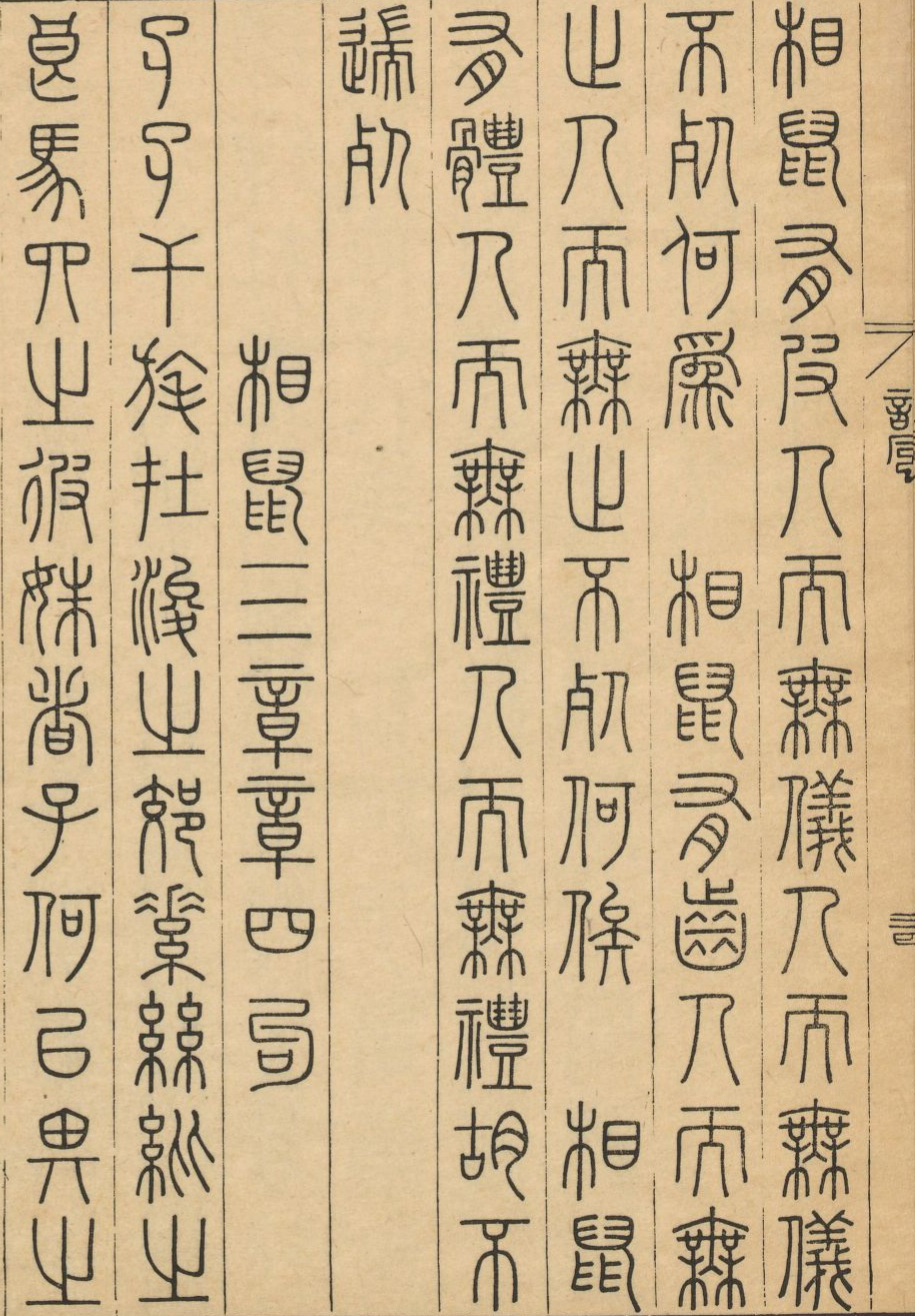 相鼠有皮人而無儀人而無儀
不死何為　相鼠有齒人而無
止人而無止不死何俟　相鼠
有體人而無禮人而無禮胡不
遄死
相鼠三章章四句
孑孑干旄在浚之郊素絲紕之
良馬四之彼姝者子何以畀之